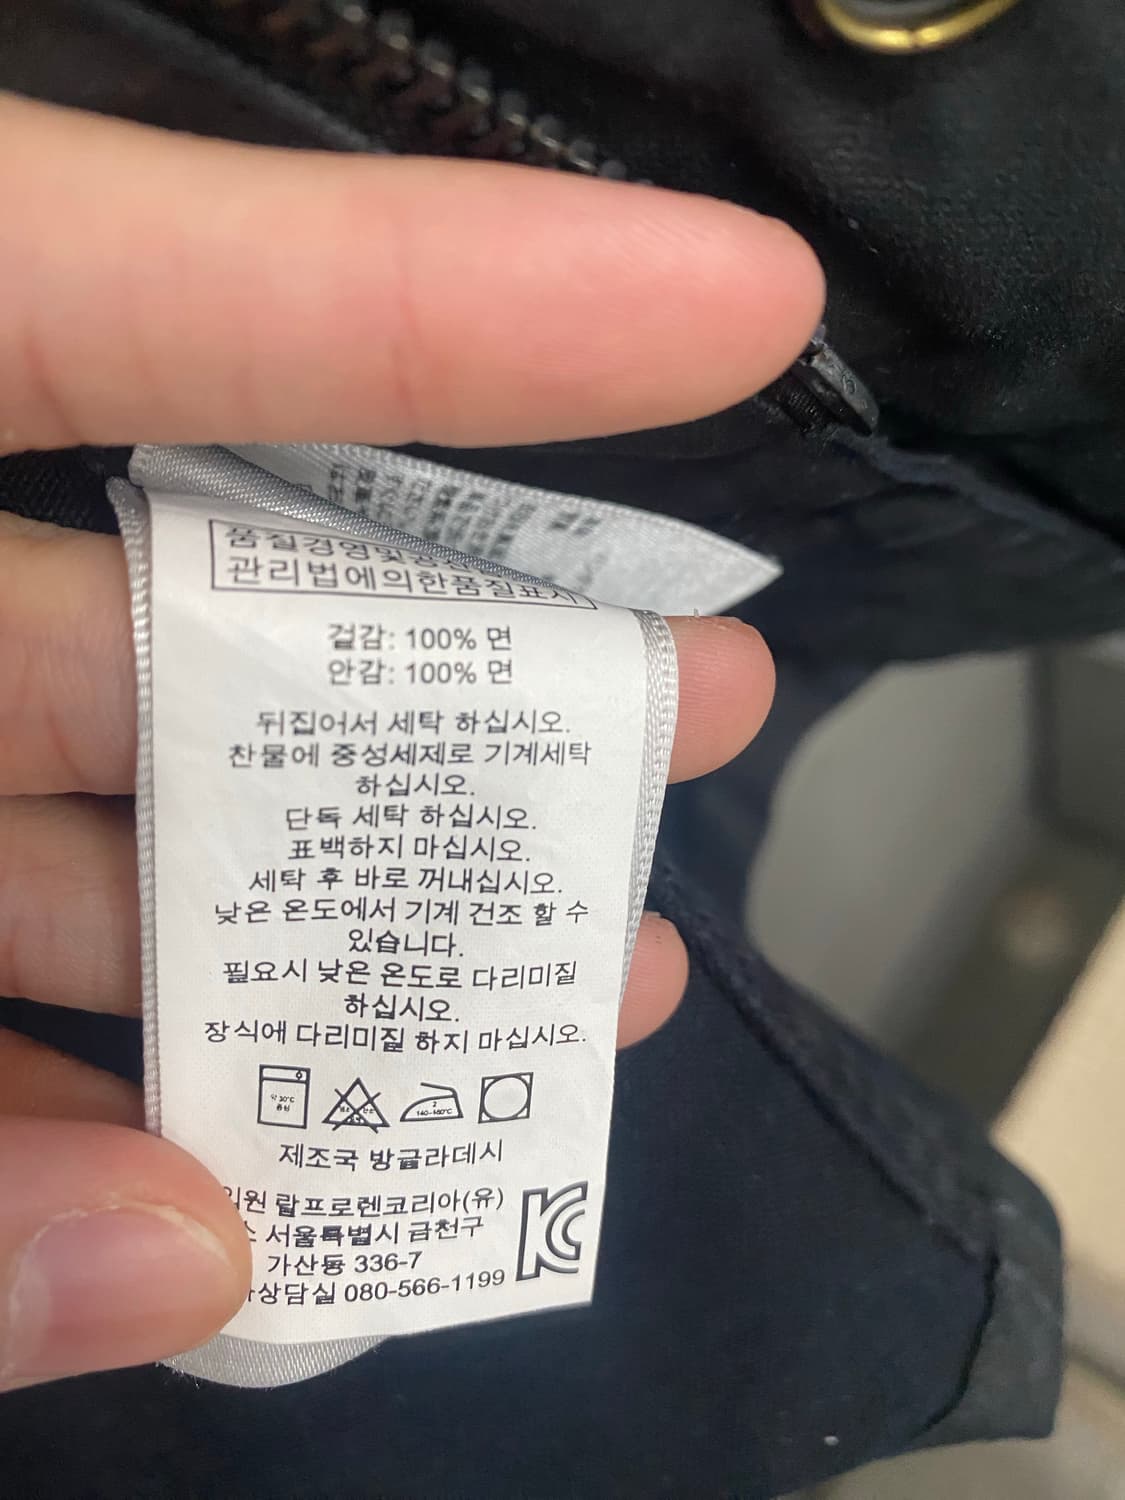 관리법에의한품질표시
겉감: 100% 면
안감: 100% 면
뒤집어서 세탁 하십시오.
찬물에 중성세제로 기계세탁
하십시오.
단독 세탁 하십시오.
표백하지 마십시오.
세탁 후 바로 꺼내십시오.
낮은 온도에서 기계 건조 할 수
있습니다.
필요시 낮은 온도로 다리미질
하십시오.
장식에 다리미질 하지 마십시오.
제조국 방글라데시
랄프로렌코리아(유)
서울특별시 금천구
가산동 336-7
상담실 080-566-1199